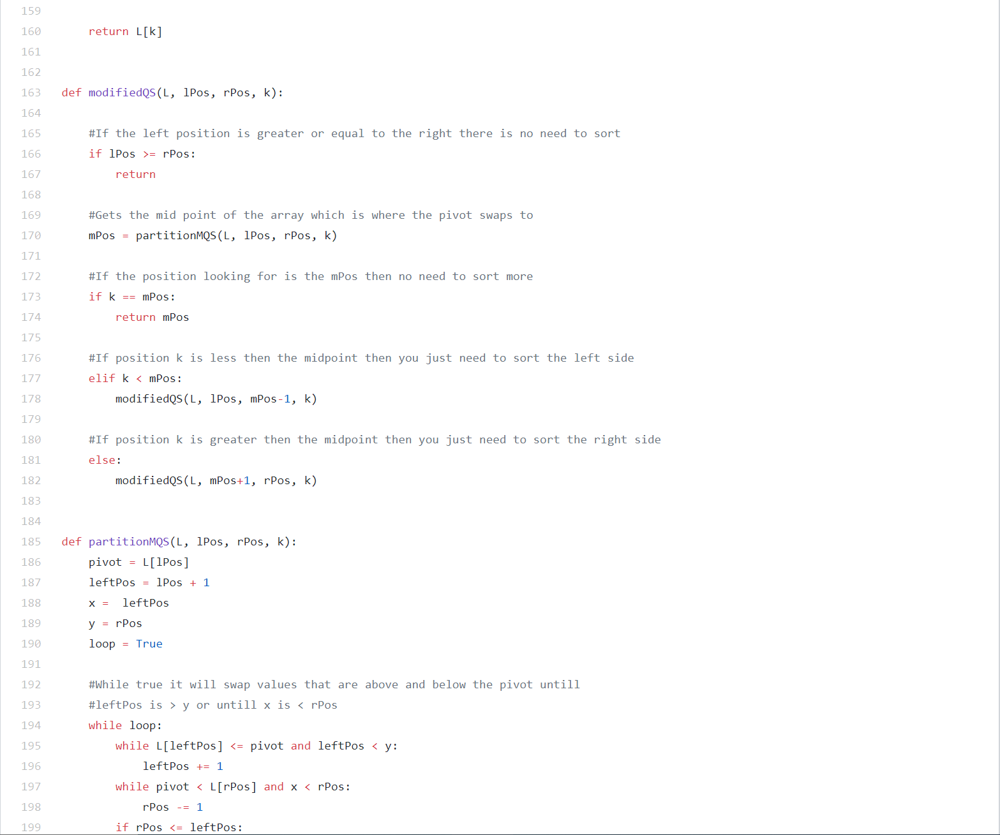 159
160 return L[k]
161
162
163 def modifiedQS(L, lPos, rPos, k):
164
165 #If the left position is greater or equal to the right there is no need to sort
166 if lPos >= rPos:
167 return
168
169 #Gets the mid point of the array which is where the pivot swaps to
170 mPos = partitionMQS(L, lPos, rPos, k)
171
172 #If the position looking for is the mPos then no need to sort more
173 if k == mPos:
174 return mPos
175
176 #If position k is less then the midpoint then you just need to sort the left side
177 elif k < mPos:
178 modifiedQS(L, lPos, mPos-1, k)
179
180 #If position k is greater then the midpoint then you just need to sort the right side
181 else:
182 modifiedQS(L, mPos+1, rPos, k)
183
184
185 def partitionMQS(L, lPos, rPos, k):
186 pivot = L[lPos]
187 leftPos = lPos + 1
188 x =  leftPos
189 y = rPos
190 loop = True
191
192 #While true it will swap values that are above and below the pivot untill
193 #leftPos is > y or untill x is < rPos
194 while loop:
195 while L[leftPos] <= pivot and leftPos < y:
196 leftPos += 1
197 while pivot < L[rPos] and x < rPos:
198 rPos -= 1
199 if rPos <= leftPos: